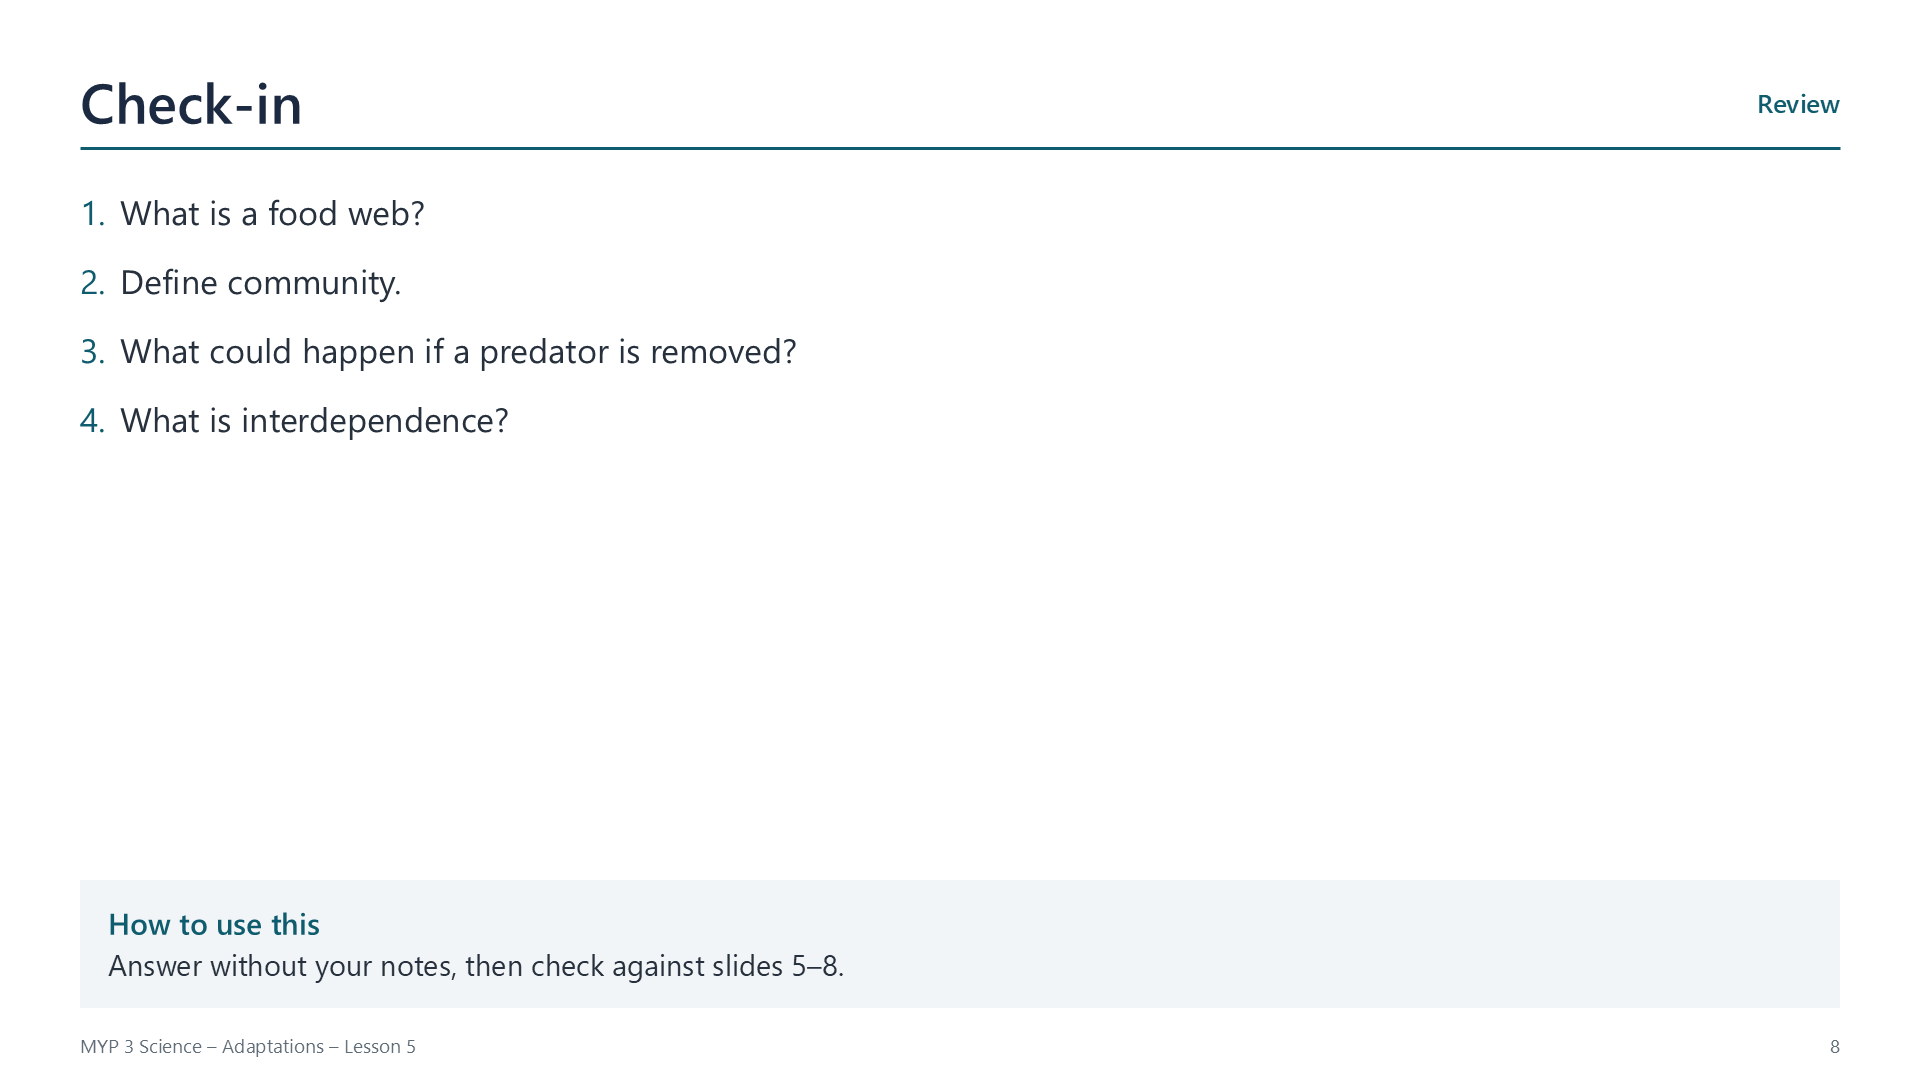 Check-in
Review
1. What is a food web?
2. Define community.
3. What could happen if a predator is removed?
4. What is interdependence?
How to use this
Answer without your notes, then check against slides 5–8.
MYP 3 Science – Adaptations – Lesson 5
8